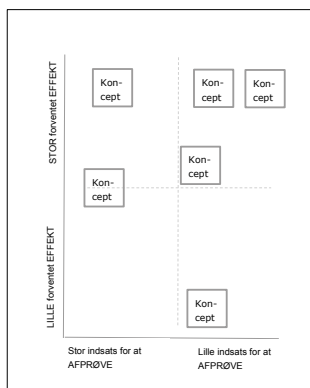 STOR forventet EFFEKT
LILLE forventet EFFEKT
Kon-
cept
Kon-
cept
Kon-
cept
Kon-
cept
Kon-
cept
Kon-
cept
Stor indsats for at
AFPRØVE
Lille indsats for at
AFPRØVE